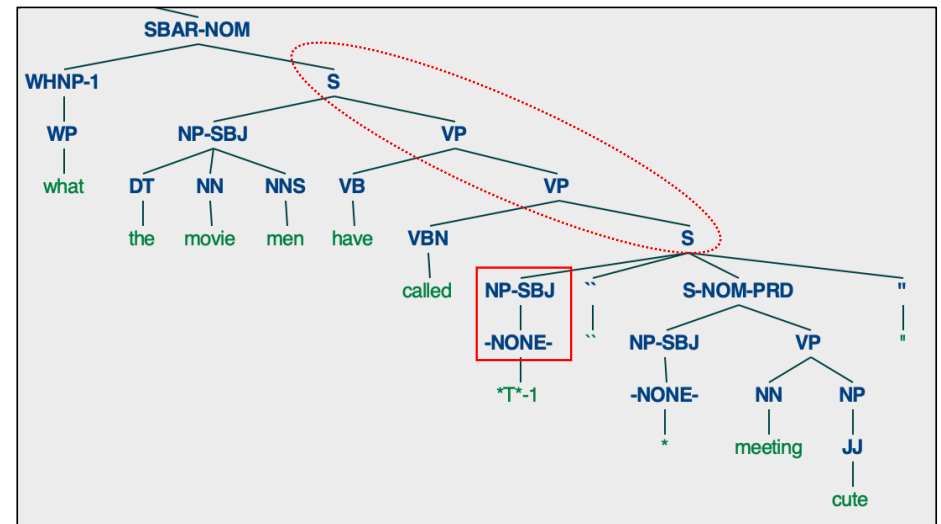 SBAR-NOM
WHNP-1 S
WP NP-SBJ VP
what DT NN NNS VB VP
the movie men have VBN S
called NP-SBJ `` S-NOM-PRD "
-NONE- `` NP-SBJ VP "
*T*-1 -NONE- NN NP
* meeting JJ
cute